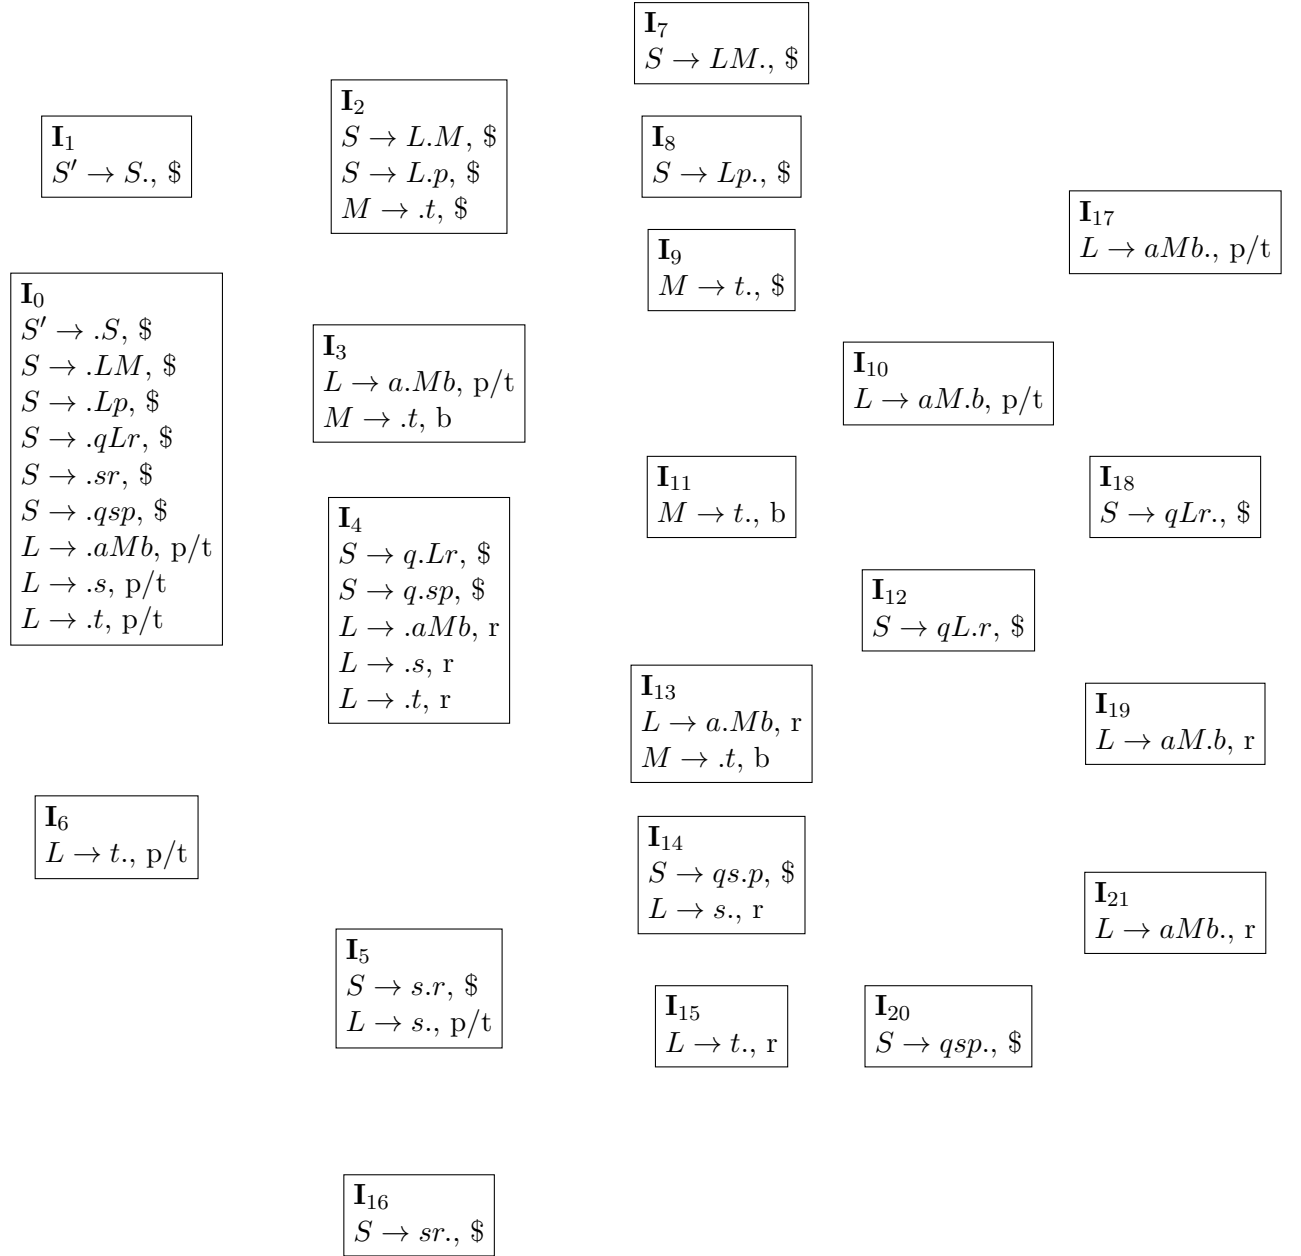 I7
S → LM., $
I2
S → L.M, $
S → L.p, $
M → .t, $
I1
S′ → S., $
I8
S → Lp., $
I17
L → aMb., p/t
I9
M → t., $
I0
S′ → .S, $
S → .LM, $
S → .Lp, $
S → .qLr, $
S → .sr, $
S → .qsp, $
L → .aMb, p/t
L → .s, p/t
L → .t, p/t
I3
L → a.Mb, p/t
M → .t, b
I10
L → aM.b, p/t
I11
M → t., b
I18
S → qLr., $
I4
S → q.Lr, $
S → q.sp, $
L → .aMb, r
L → .s, r
L → .t, r
I12
S → qL.r, $
I13
L → a.Mb, r
M → .t, b
I19
L → aM.b, r
I6
L → t., p/t
I14
S → qs.p, $
L → s., r
I21
L → aMb., r
I5
S → s.r, $
L → s., p/t
I15
L → t., r
I20
S → qsp., $
I16
S → sr., $